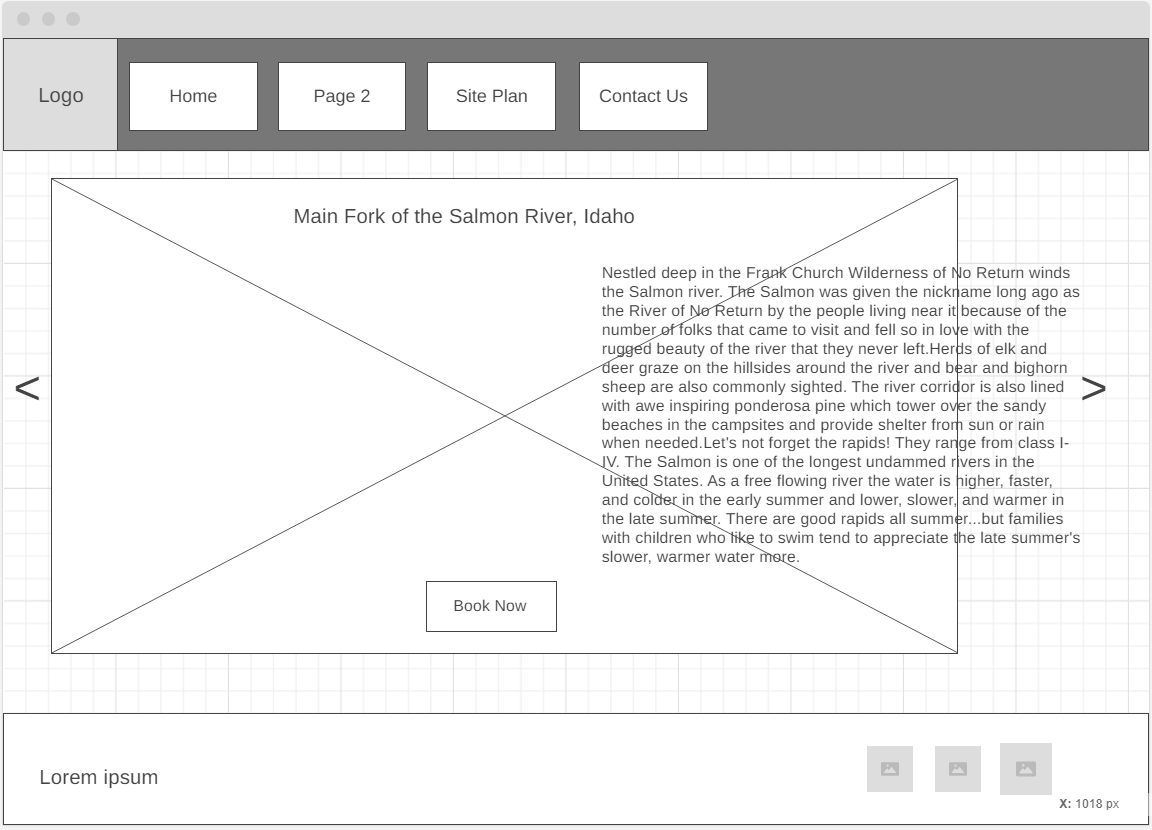 Logo
Home
Page 2
Site Plan
Contact Us
Main Fork of the Salmon River, Idaho
Nestled deep in the Frank Church Wilderness of No Return winds
the Salmon river. The Salmon was given the nickname long ago as
the River of No Return by the people living near it because of the
number of folks that came to visit and fell so in love with the
rugged beauty of the river that they never left.Herds of elk and
deer graze on the hillsides around the river and bear and bighorn
sheep are also commonly sighted. The river corridor is also lined
with awe inspiring ponderosa pine which tower over the sandy
beaches in the campsites and provide shelter from sun or rain
when needed.Let's not forget the rapids! They range from class I-
IV. The Salmon is one of the longest undammed rivers in the
United States. As a free flowing river the water is higher, faster,
and colder in the early summer and lower, slower, and warmer in
the late summer. There are good rapids all summer...but families
with children who like to swim tend to appreciate the late summer's
slower, warmer water more.
<
>
Book Now
Lorem ipsum
X: 1018 px